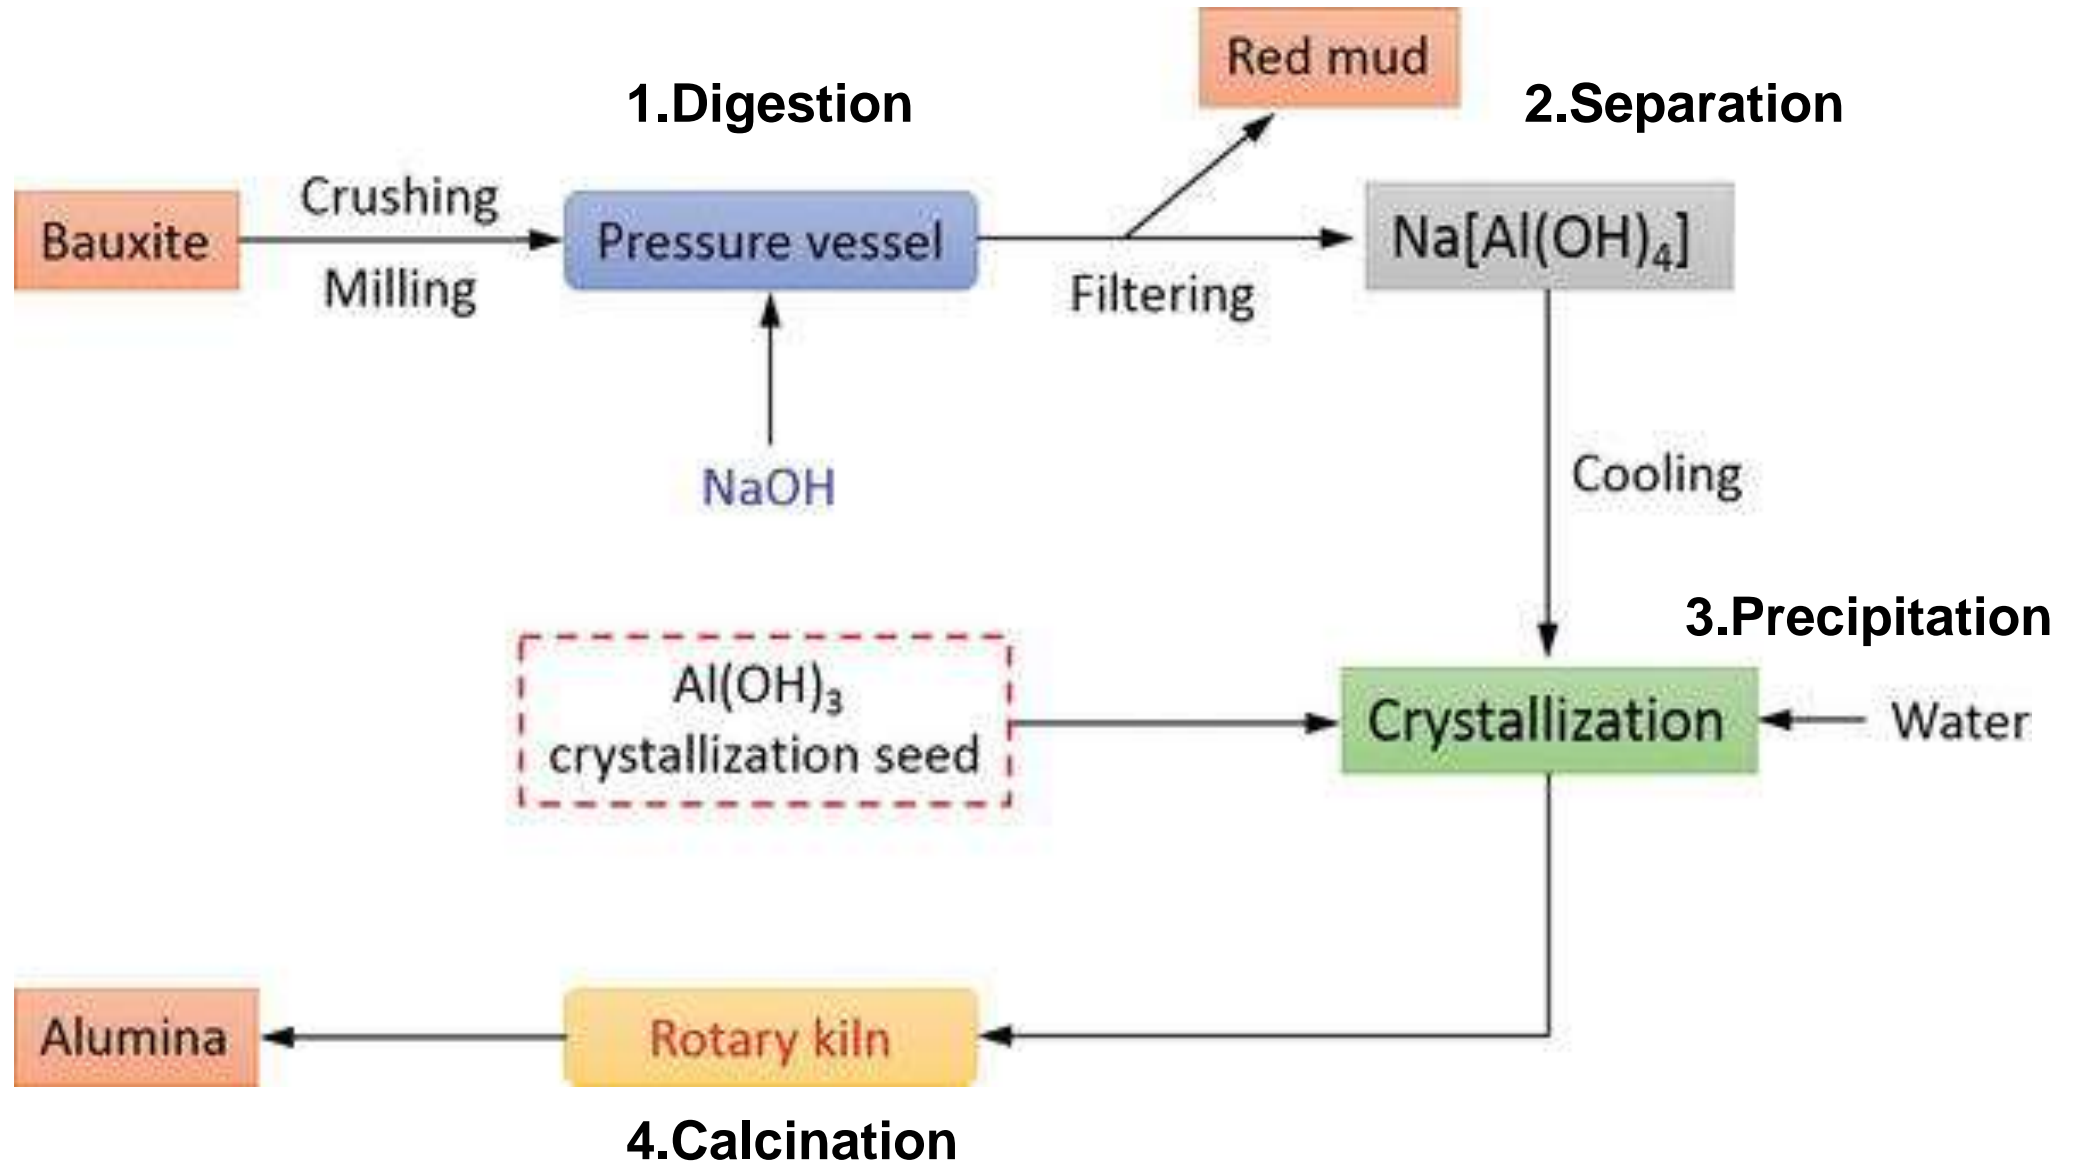 Red mud
1.Digestion
2.Separation
Crushing
Bauxite
Pressure vessel
Na[Al(OH)₄]
Milling
Filtering
NaOH
Cooling
3.Precipitation
Al(OH)₃
crystallization seed
Crystallization
Water
Alumina
Rotary kiln
4.Calcination